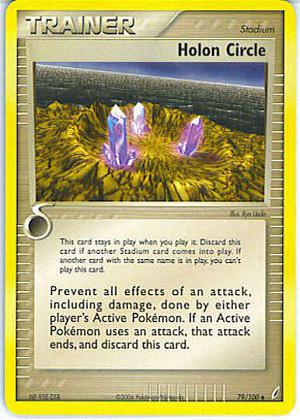 TRAINER
Stadium
Holon Circle
Illus. Ryo Ueda
This card stays in play when you play it. Discard this
card if another Stadium card comes into play. If
another card with the same name is in play, you can't
play this card.
Prevent all effects of an attack,
including damage, done by either
player's Active Pokémon. If an Active
Pokémon uses an attack, that attack
ends, and discard this card.
©2006 Pokémon/Nintendo
79/100